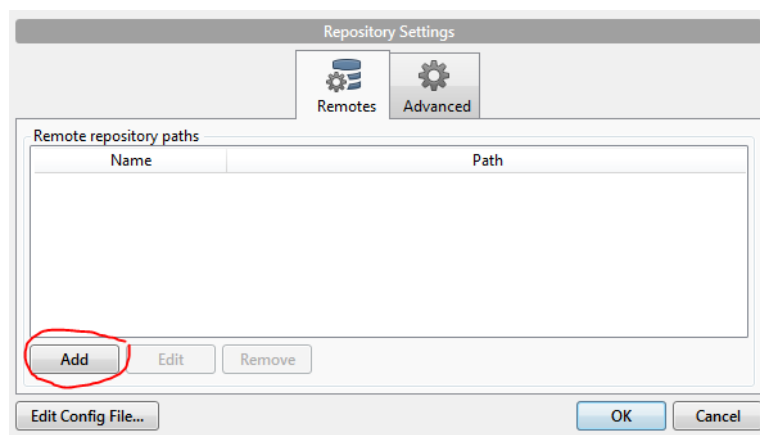 Repository Settings
Remotes Advanced
Remote repository paths
Name Path
Add Edit Remove
Edit Config File... OK Cancel